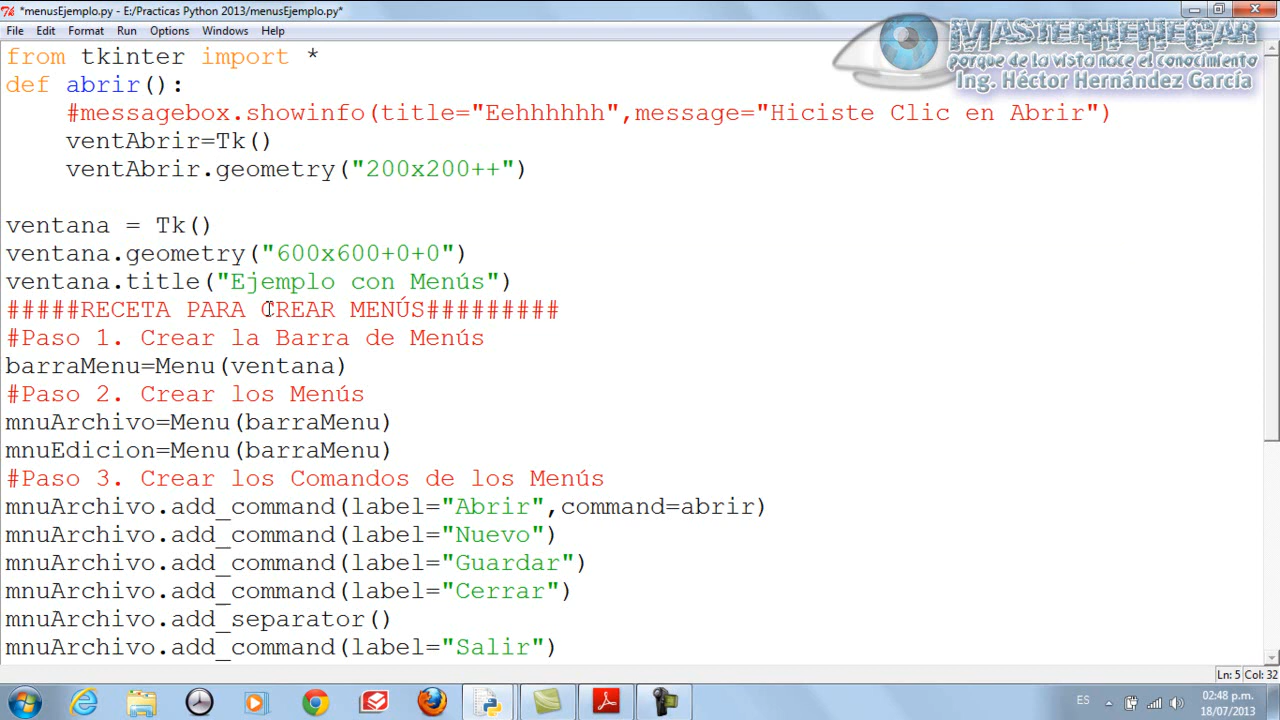 *menusEjemplo.py - E:/Practicas Python 2013/menusEjemplo.py*
File Edit Format Run Options Windows Help
MASTERHEHEGAR
porque de la vista nace el conocimiento
Ing. Héctor Hernández García
from tkinter import *
def abrir():
    #messagebox.showinfo(title="Eehhhhhh",message="Hiciste Clic en Abrir")
    ventAbrir=Tk()
    ventAbrir.geometry("200x200++")
ventana = Tk()
ventana.geometry("600x600+0+0")
ventana.title("Ejemplo con Menús")
#####RECETA PARA CREAR MENÚS#########
#Paso 1. Crear la Barra de Menús
barraMenu=Menu(ventana)
#Paso 2. Crear los Menús
mnuArchivo=Menu(barraMenu)
mnuEdicion=Menu(barraMenu)
#Paso 3. Crear los Comandos de los Menús
mnuArchivo.add_command(label="Abrir",command=abrir)
mnuArchivo.add_command(label="Nuevo")
mnuArchivo.add_command(label="Guardar")
mnuArchivo.add_command(label="Cerrar")
mnuArchivo.add_separator()
mnuArchivo.add_command(label="Salir")
Ln: 5 Col: 32
ES
02:48 p.m.
18/07/2013